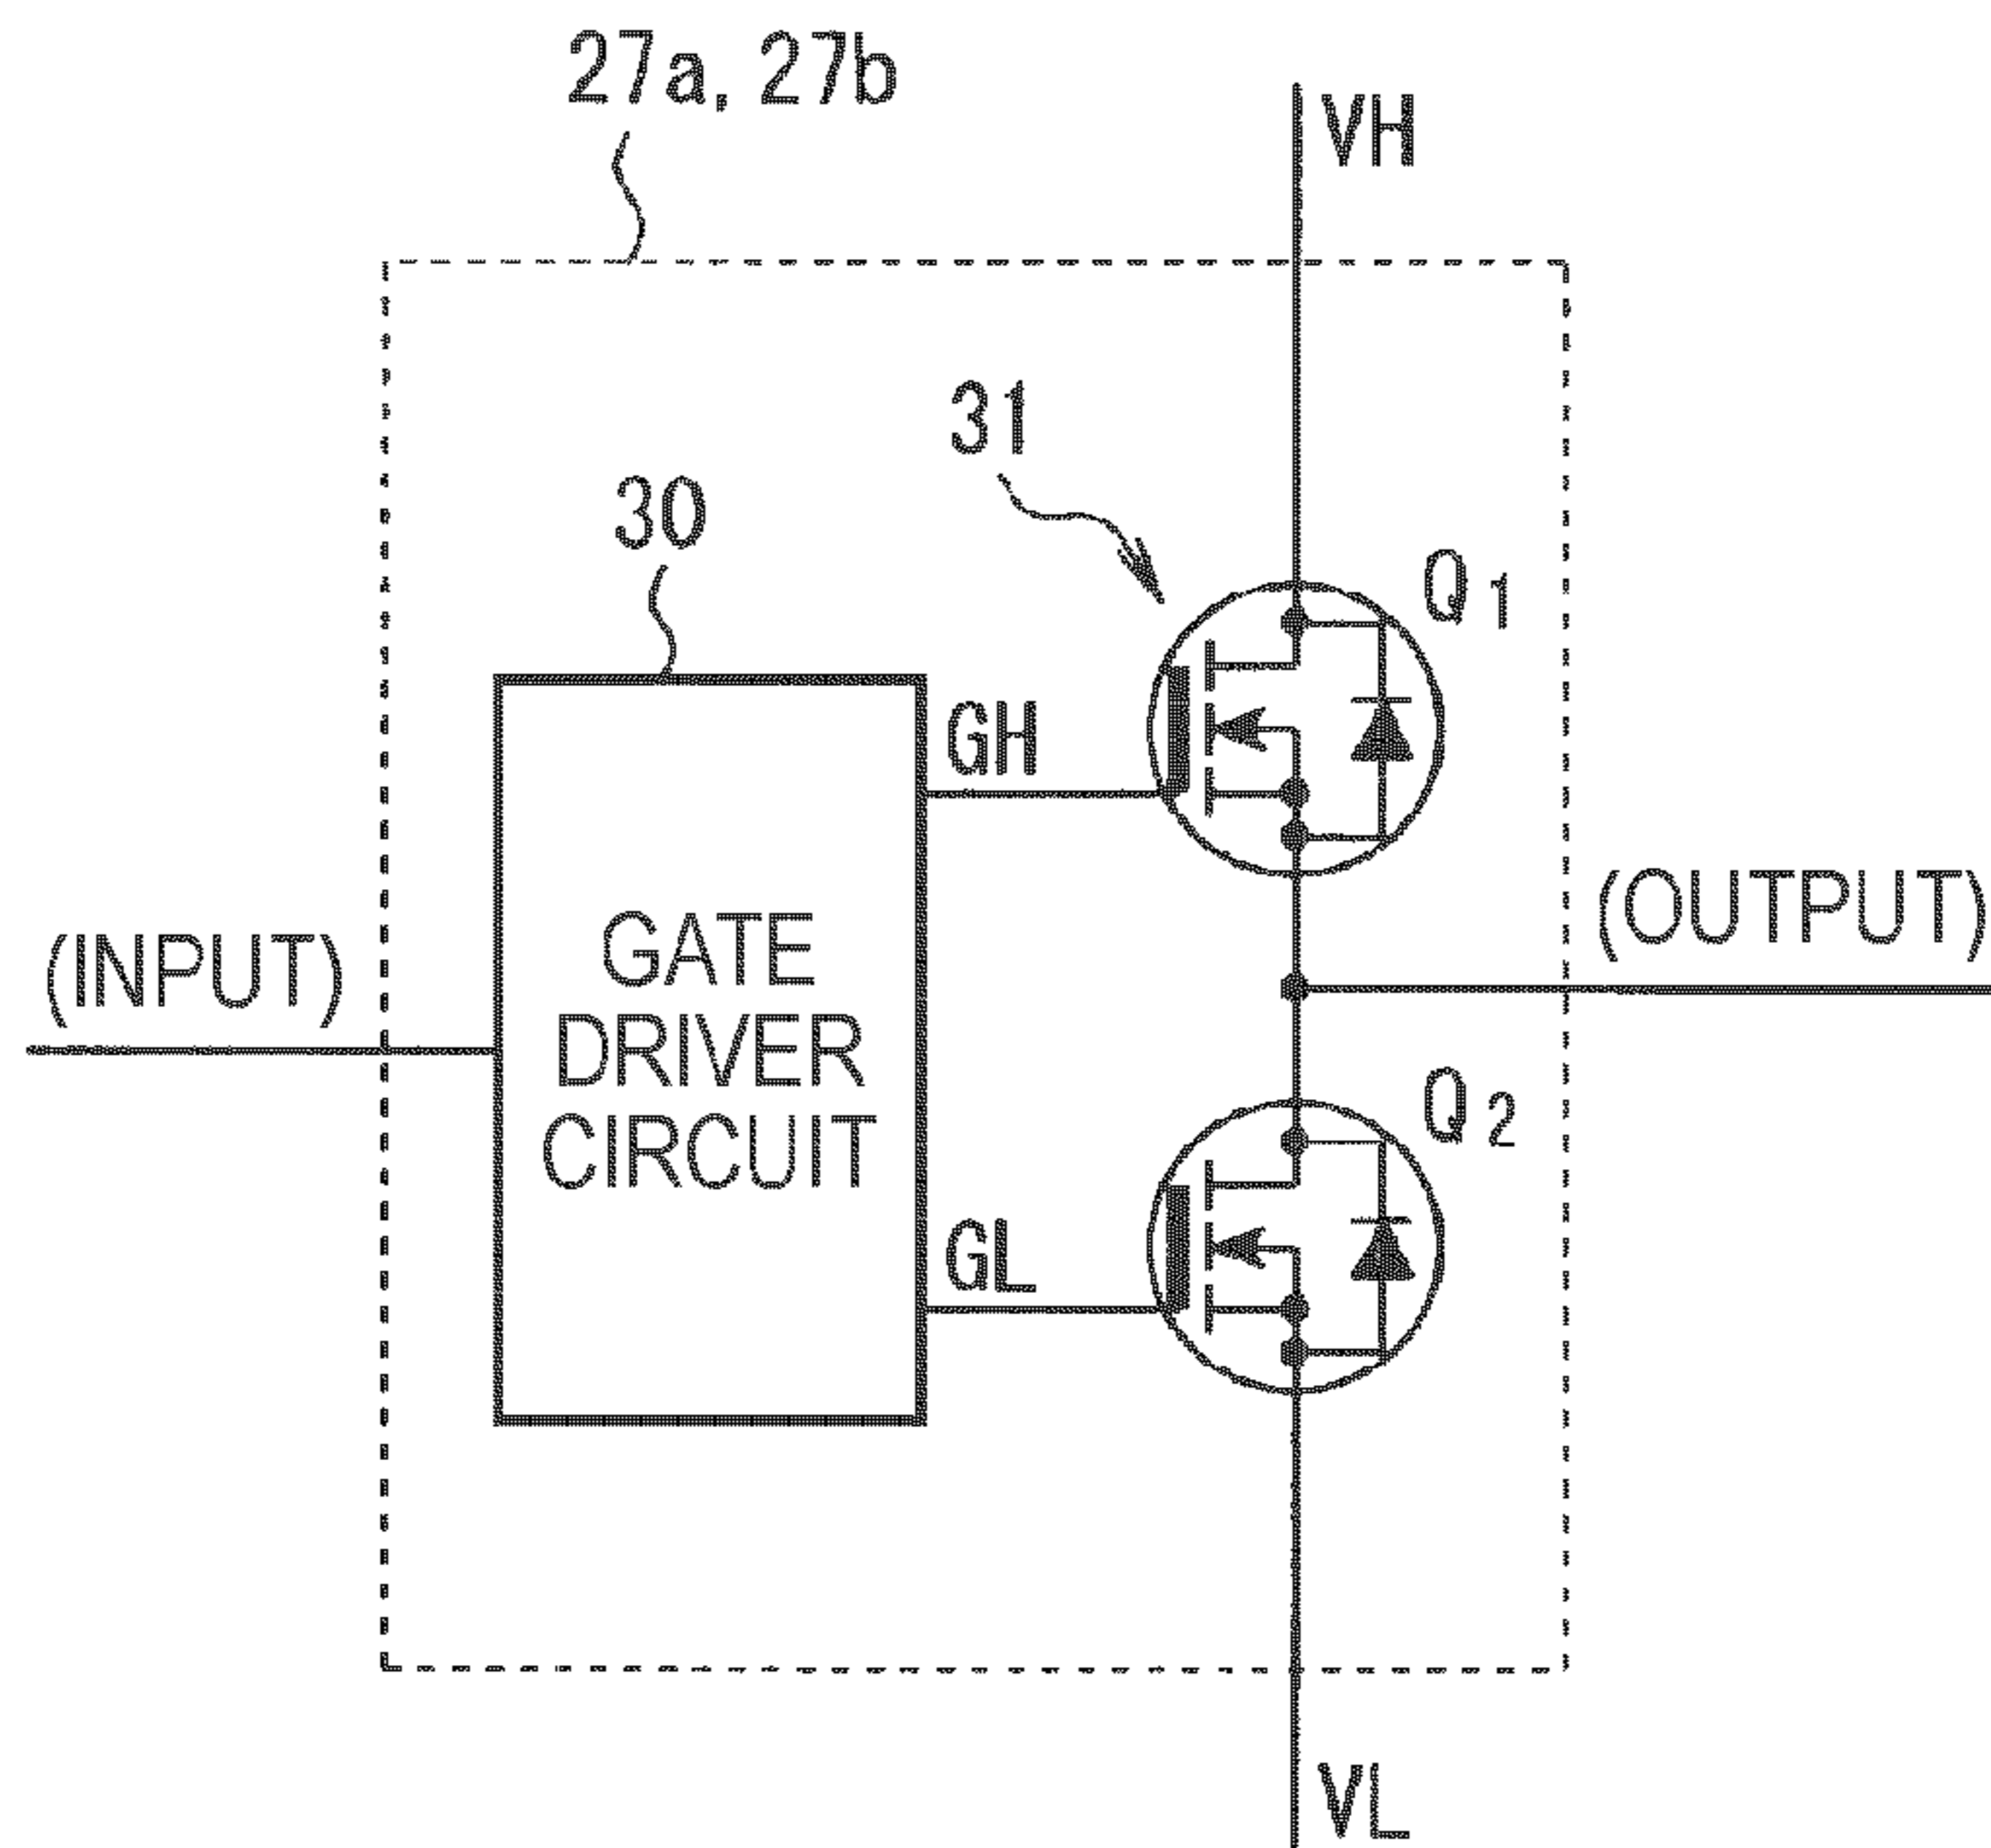 27a, 27b
VH
31
30
Q1
GH
(INPUT)
GATE
DRIVER
CIRCUIT
(OUTPUT)
Q2
GL
VL